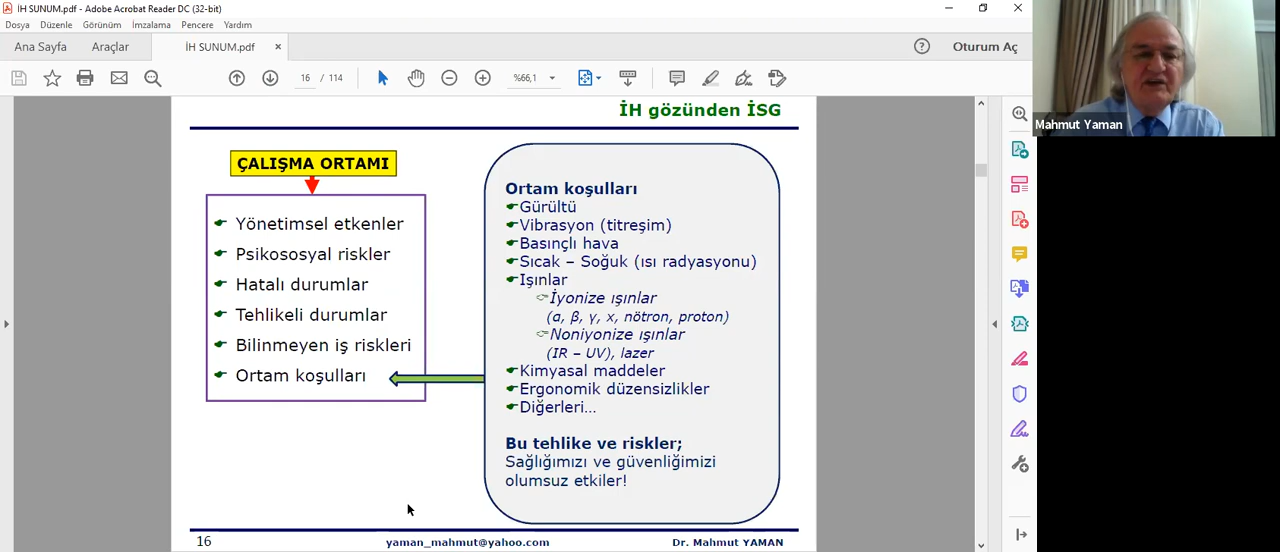 İH SUNUM.pdf - Adobe Acrobat Reader DC (32-bit)
Dosya Düzenle Görünüm İmzalama Pencere Yardım
Ana Sayfa Araçlar İH SUNUM.pdf × Oturum Aç
16 / 114 %66,1
Mahmut Yaman
İH gözünden İSG
ÇALIŞMA ORTAMI
Yönetimsel etkenler
Psikososyal riskler
Hatalı durumlar
Tehlikeli durumlar
Bilinmeyen iş riskleri
Ortam koşulları
Ortam koşulları
Gürültü
Vibrasyon (titreşim)
Basınçlı hava
Sıcak – Soğuk (ısı radyasyonu)
Işınlar
İyonize ışınlar
(α, β, γ, x, nötron, proton)
Noniyonize ışınlar
(IR – UV), lazer
Kimyasal maddeler
Ergonomik düzensizlikler
Diğerleri…
Bu tehlike ve riskler;
Sağlığımızı ve güvenliğimizi
olumsuz etkiler!
16 yaman_mahmut@yahoo.com Dr. Mahmut YAMAN